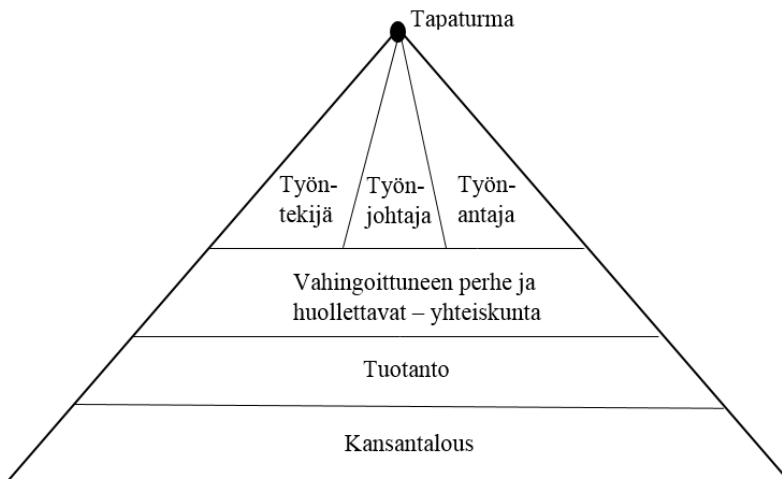 Tapaturma
Työn-
tekijä
Työn-
johtaja
Työn-
antaja
Vahingoittuneen perhe ja
huollettavat – yhteiskunta
Tuotanto
Kansantalous